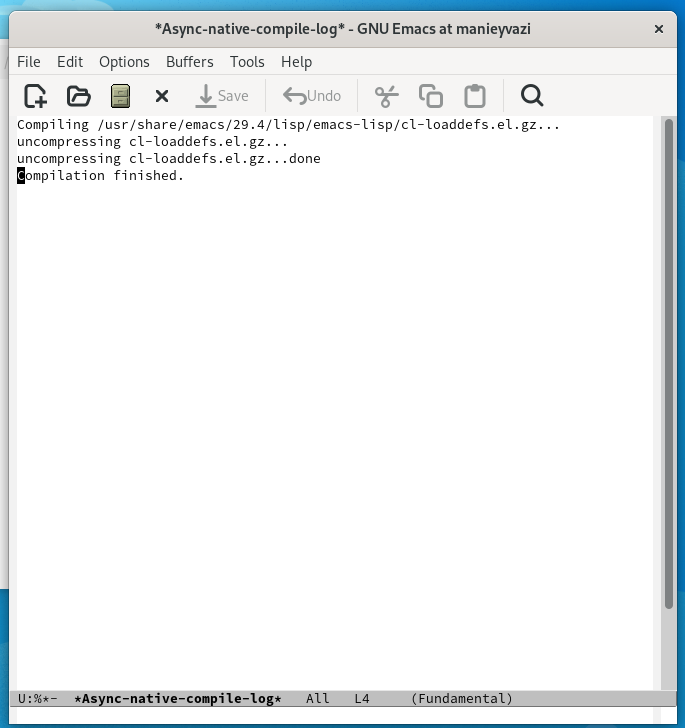 *Async-native-compile-log* - GNU Emacs at manieyvazi
File Edit Options Buffers Tools Help
Save Undo
Compiling /usr/share/emacs/29.4/lisp/emacs-lisp/cl-loaddefs.el.gz...
uncompressing cl-loaddefs.el.gz...
uncompressing cl-loaddefs.el.gz...done
Compilation finished.
U:%*- *Async-native-compile-log* All L4 (Fundamental)